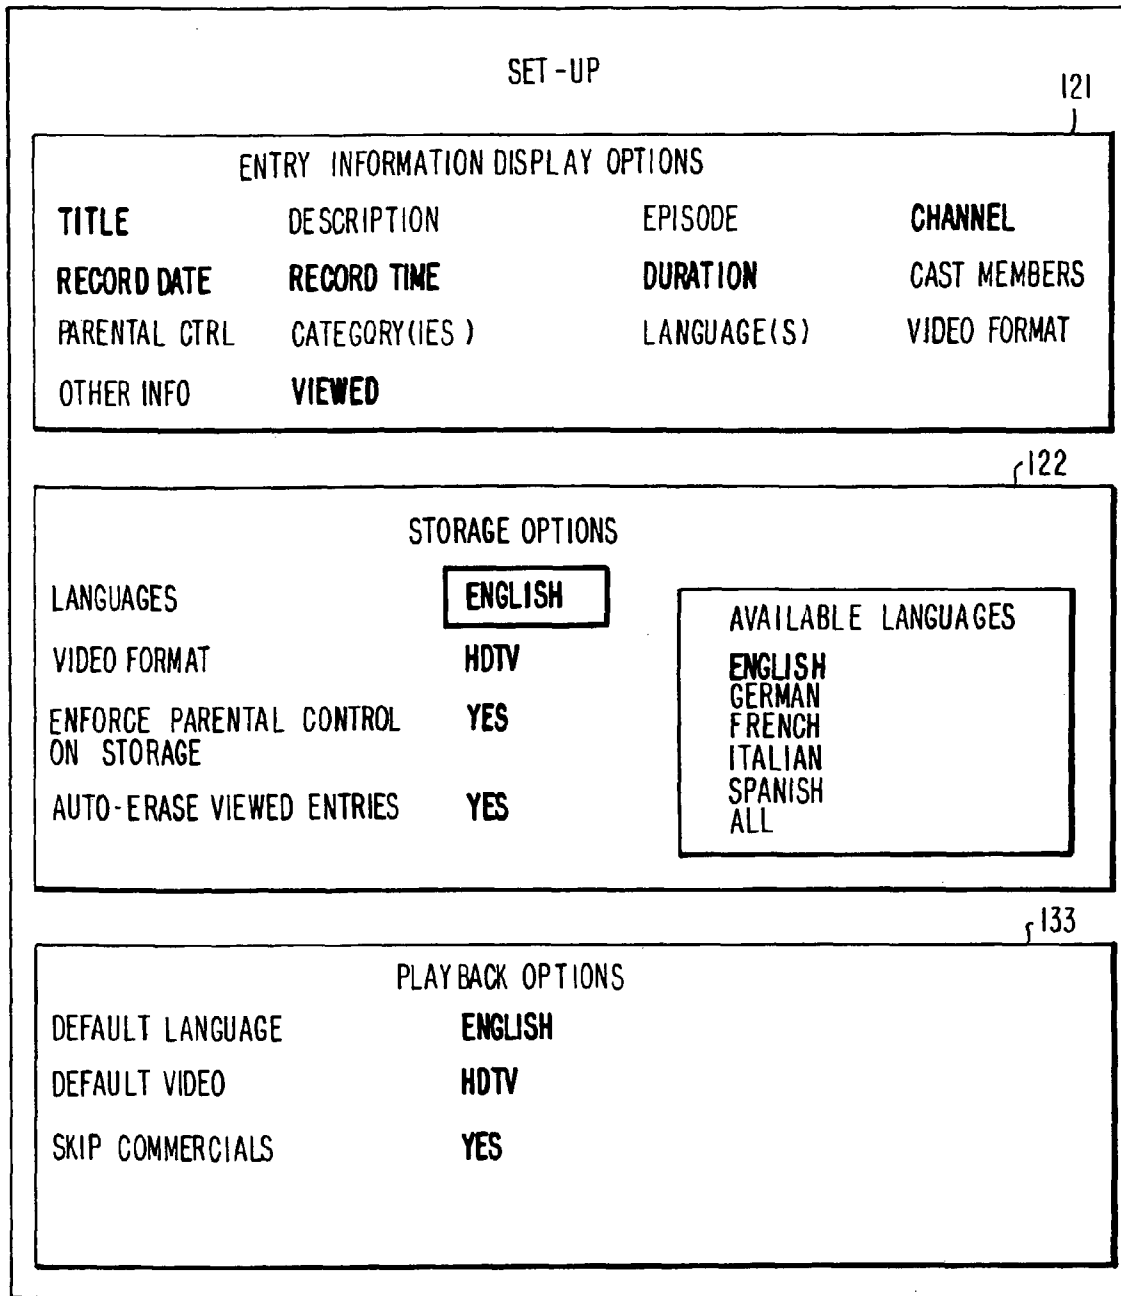 SET-UP
121
ENTRY INFORMATION DISPLAY OPTIONS
TITLE DESCRIPTION EPISODE CHANNEL
RECORD DATE RECORD TIME DURATION CAST MEMBERS
PARENTAL CTRL CATEGORY(IES) LANGUAGE(S) VIDEO FORMAT
OTHER INFO VIEWED
122
STORAGE OPTIONS
LANGUAGES ENGLISH
VIDEO FORMAT HDTV
ENFORCE PARENTAL CONTROL YES
ON STORAGE
AUTO-ERASE VIEWED ENTRIES YES
AVAILABLE LANGUAGES
ENGLISH
GERMAN
FRENCH
ITALIAN
SPANISH
ALL
133
PLAYBACK OPTIONS
DEFAULT LANGUAGE ENGLISH
DEFAULT VIDEO HDTV
SKIP COMMERCIALS YES